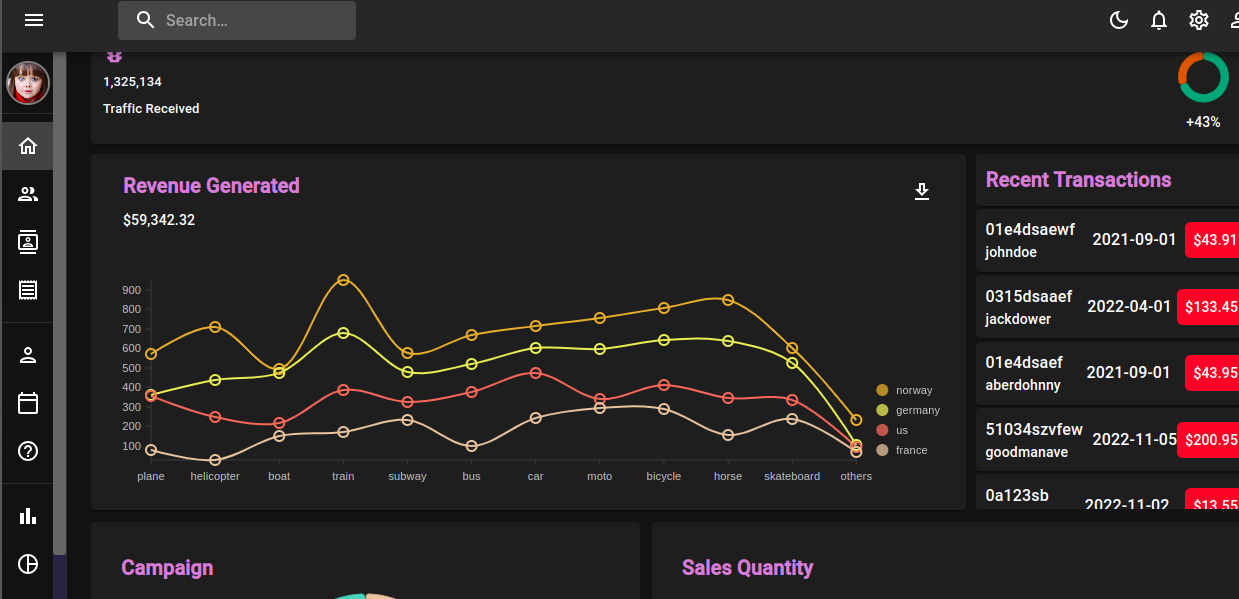 Search…
1,325,134
Traffic Received
+43%
Revenue Generated
$59,342.32
900
800
700
600
500
400
300
200
100
plane helicopter boat train subway bus car moto bicycle horse skateboard others
norway
germany
us
france
Recent Transactions
01e4dsaewf
johndoe
2021-09-01
$43.91
0315dsaaef
jackdower
2022-04-01
$133.45
01e4dsaef
aberdohnny
2021-09-01
$43.95
51034szvfew
goodmanave
2022-11-05
$200.95
0a123sb
2022-11-02
$13.55
Campaign
Sales Quantity